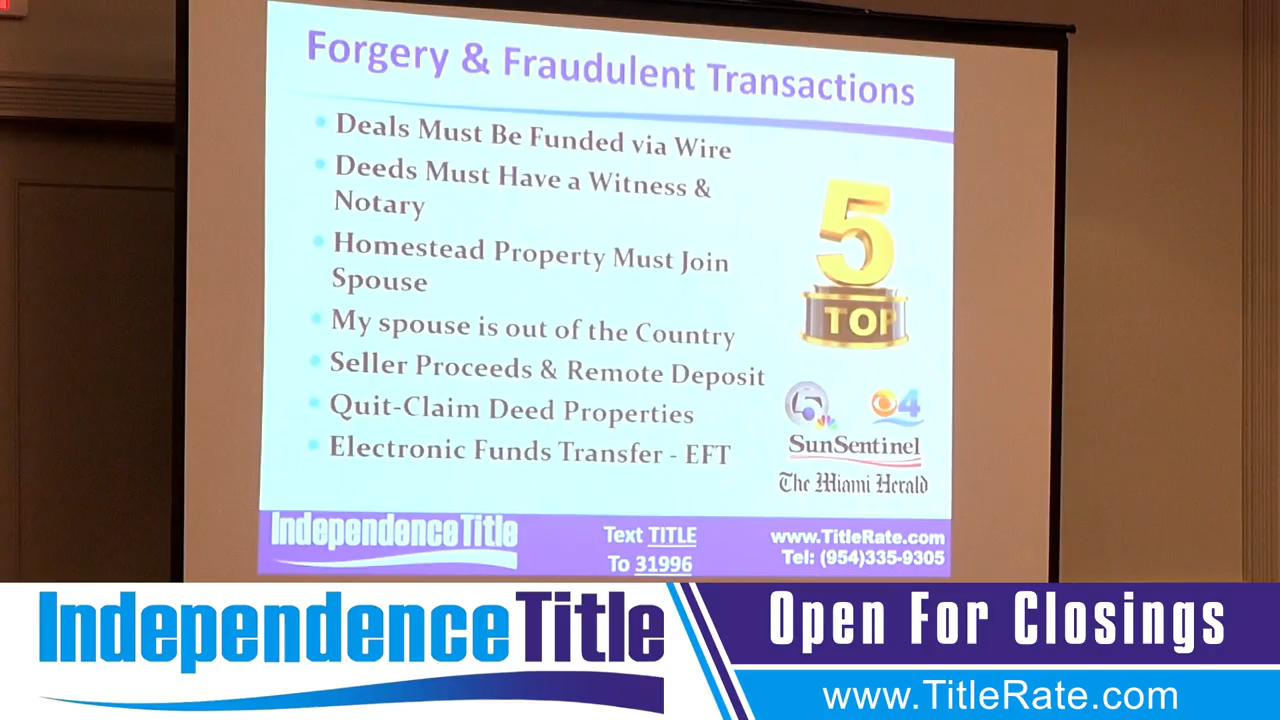 Forgery & Fraudulent Transactions
Deals Must Be Funded via Wire
Deeds Must Have a Witness &
Notary
Homestead Property Must Join
Spouse
My spouse is out of the Country
Seller Proceeds & Remote Deposit
Quit-Claim Deed Properties
Electronic Funds Transfer - EFT
5
TOP
5
4
SunSentinel
The Miami Herald
IndependenceTitle
Text TITLE
To 31996
www.TitleRate.com
Tel: (954)335-9305
IndependenceTitle
Open For Closings
www.TitleRate.com